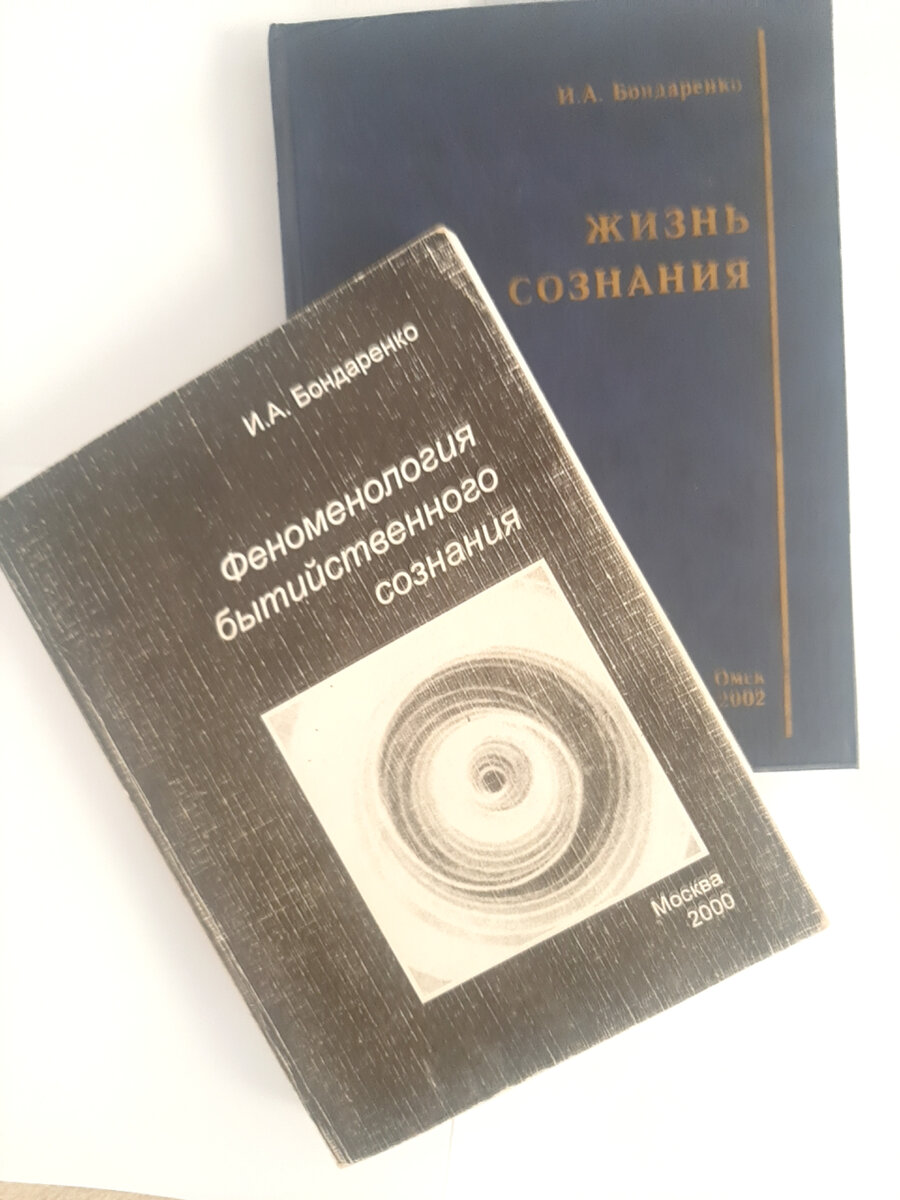 И.А. Бондаренко
ЖИЗНЬ
СОЗНАНИЯ
Омск
2002
И.А. Бондаренко
Феноменология
бытийственного
сознания
Москва
2000